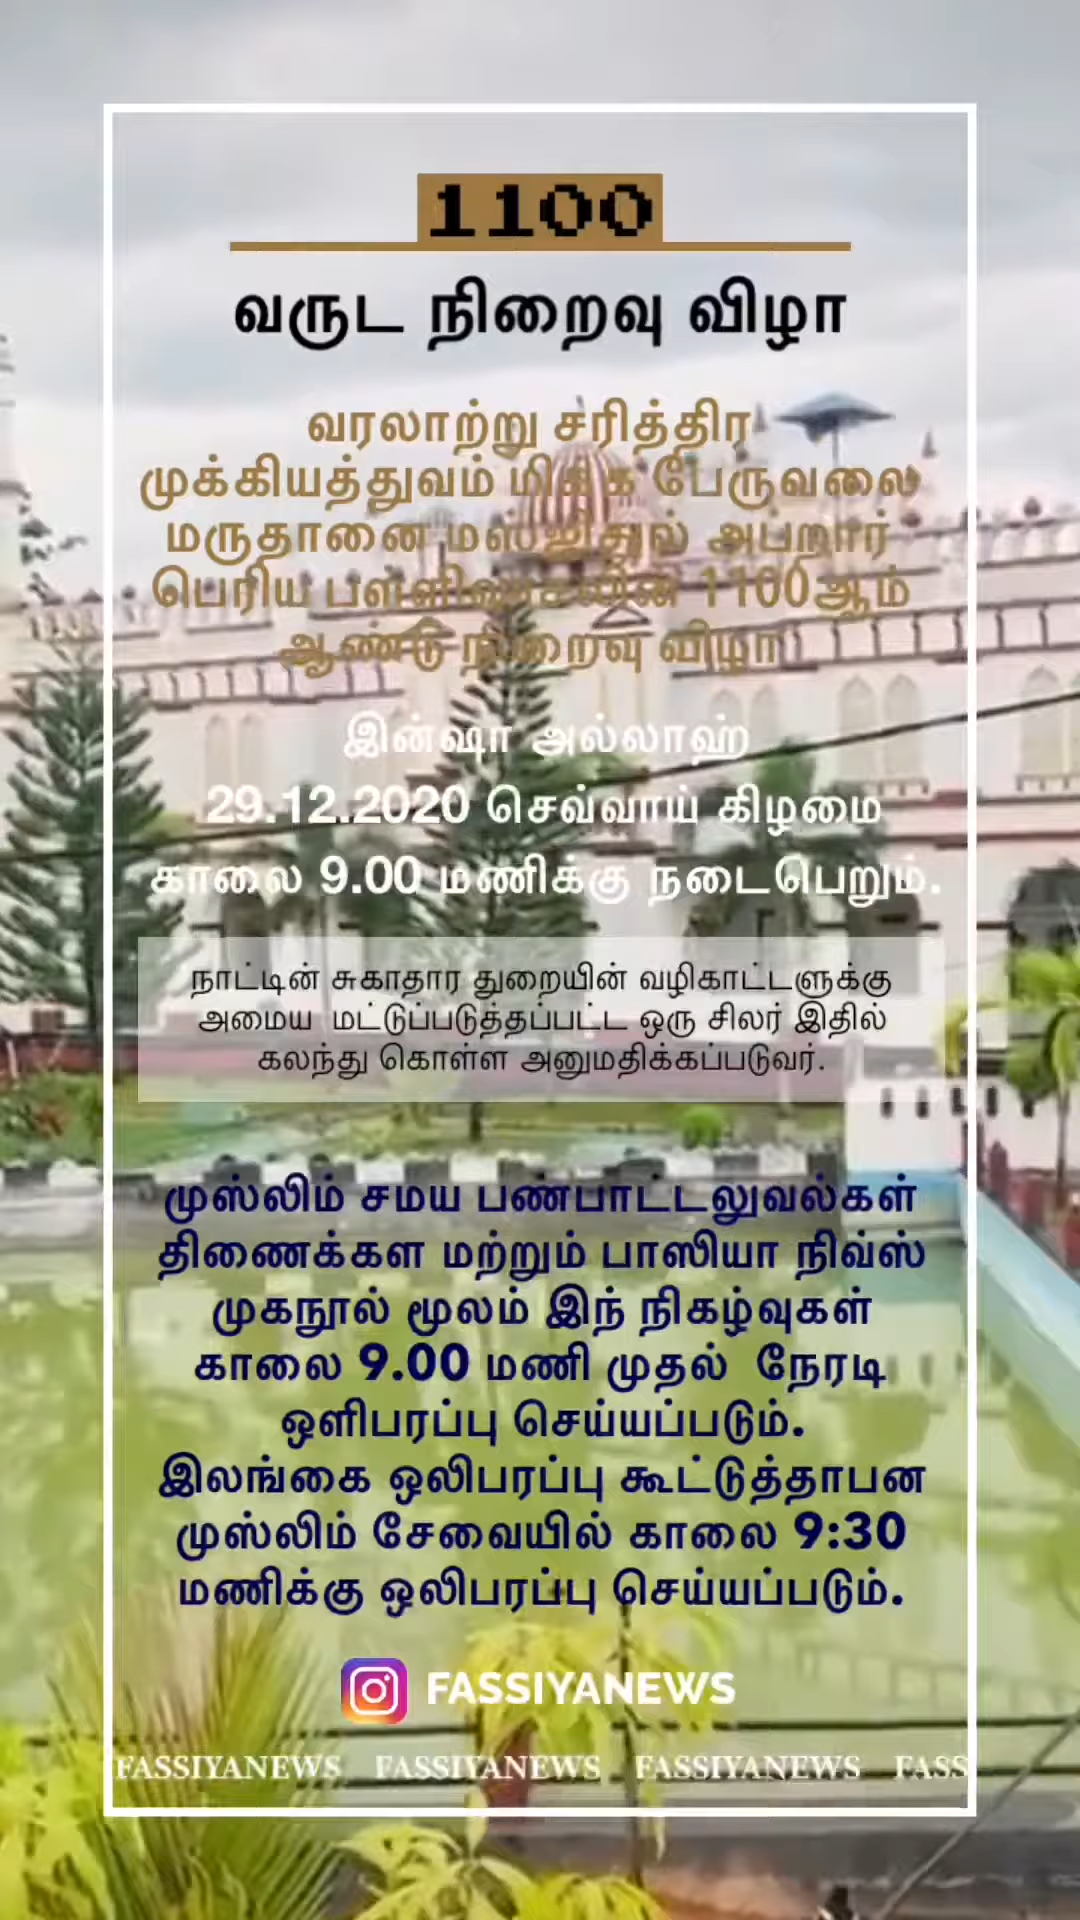 1100
வருட நிறைவு விழா
வரலாற்று சரித்திர
முக்கியத்துவம் மிக்க பேருவலை
மருதானை மஸ்ஜிதுல் அப்றார்
பெரிய பள்ளிவாசலின் 1100ஆம்
ஆண்டு நிறைவு விழா
இன்ஷா அல்லாஹ்
29.12.2020 செவ்வாய் கிழமை
காலை 9.00 மணிக்கு நடைபெறும்.
நாட்டின் சுகாதார துறையின் வழிகாட்டளுக்கு
அமைய மட்டுப்படுத்தப்பட்ட ஒரு சிலர் இதில்
கலந்து கொள்ள அனுமதிக்கப்படுவர்.
முஸ்லிம் சமய பண்பாட்டலுவல்கள்
திணைக்கள மற்றும் பாஸியா நிவ்ஸ்
முகநூல் மூலம் இந் நிகழ்வுகள்
காலை 9.00 மணி முதல் நேரடி
ஒளிபரப்பு செய்யப்படும்.
இலங்கை ஒலிபரப்பு கூட்டுத்தாபன
முஸ்லிம் சேவையில் காலை 9:30
மணிக்கு ஒலிபரப்பு செய்யப்படும்.
FASSIYANEWS
FASSIYANEWS FASSIYANEWS FASSIYANEWS FASS